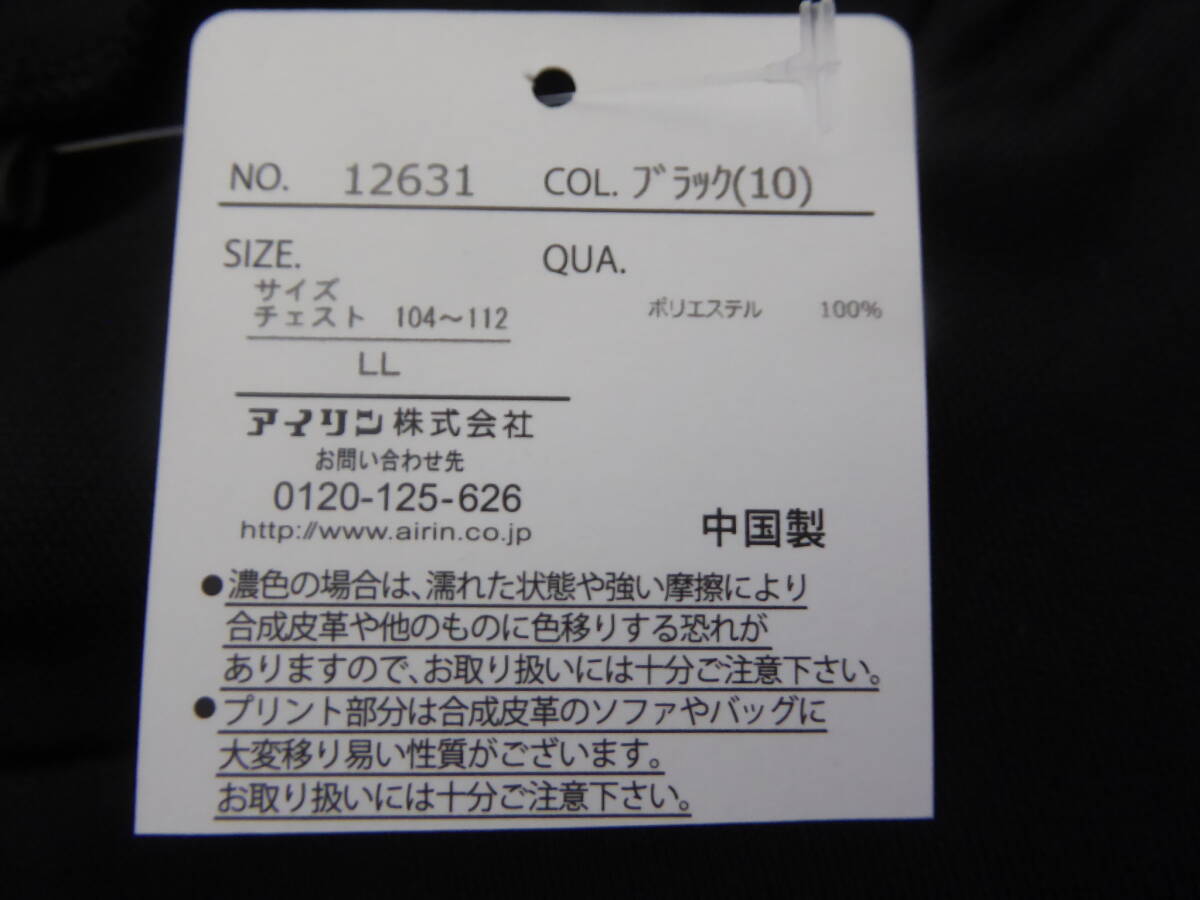 NO. 12631 COL. ﾌﾞﾗｯｸ(10)
SIZE. QUA.
サイズ
チェスト 104～112
ポリエステル 100%
LL
アイリン株式会社
お問い合わせ先
0120-125-626
http://www.airin.co.jp
中国製
●濃色の場合は、濡れた状態や強い摩擦により
合成皮革や他のものに色移りする恐れが
ありますので、お取り扱いには十分ご注意下さい。
●プリント部分は合成皮革のソファやバッグに
大変移り易い性質がございます。
お取り扱いには十分ご注意下さい。